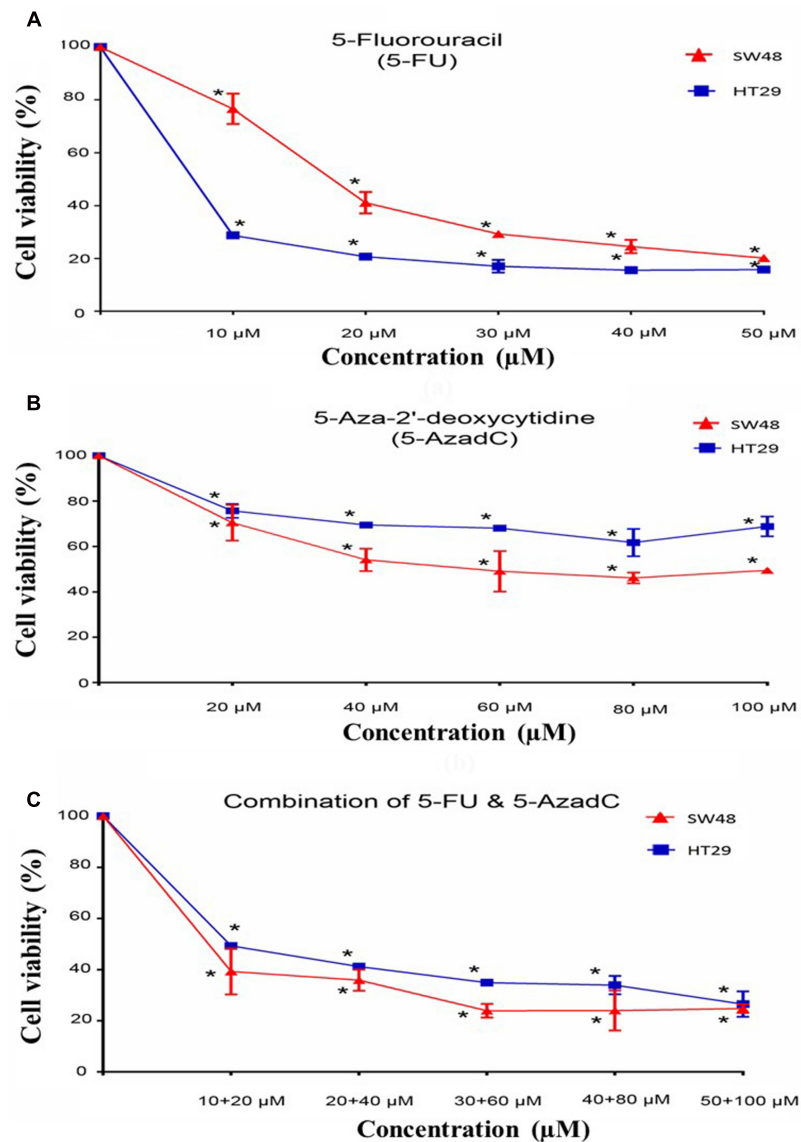 A
5-Fluorouracil
(5-FU)
SW48
HT29
Cell viability (%)
100
80
60
40
20
0
*
*
*
*
*
*
*
*
*
*
10 µM
20 µM
30 µM
40 µM
50 µM
Concentration (µM)
(a)
B
5-Aza-2'-deoxycytidine
(5-AzadC)
SW48
HT29
Cell viability (%)
100
80
60
40
20
0
*
*
*
*
*
*
*
*
*
*
20 µM
40 µM
60 µM
80 µM
100 µM
Concentration (µM)
(b)
C
Combination of 5-FU & 5-AzadC
SW48
HT29
Cell viability (%)
100
80
60
40
20
0
*
*
*
*
*
*
*
*
*
*
10+20 µM
20+40 µM
30+60 µM
40+80 µM
50+100 µM
Concentration (µM)